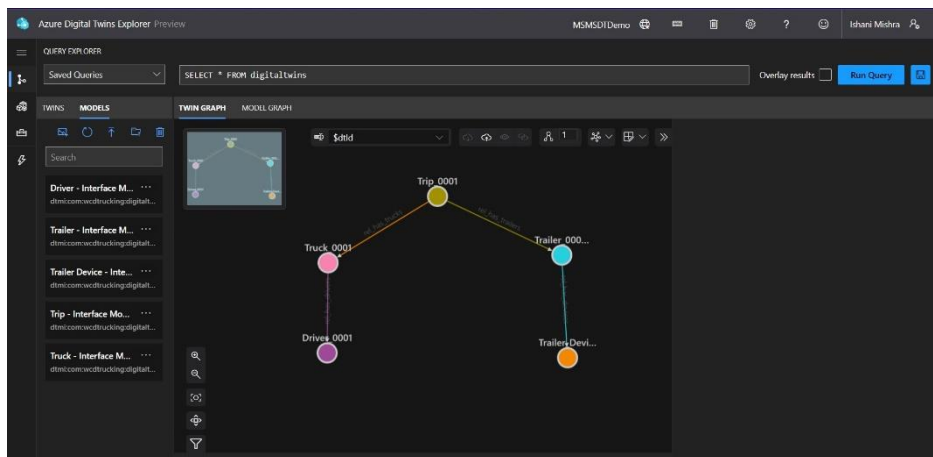 Azure Digital Twins Explorer Preview
MSMSDTDemo
Ishani Mishra
QUERY EXPLORER
Saved Queries
SELECT * FROM digitaltwins
Overlay results
Run Query
TWINS MODELS
TWIN GRAPH MODEL GRAPH
Search
$dtId
1
Driver - Interface M... ...
dtmi:com:wcdtrucking:digitalt...
Trailer - Interface M... ...
dtmi:com:wcdtrucking:digitalt...
Trailer Device - Inte... ...
dtmi:com:wcdtrucking:digitalt...
Trip - Interface Mo... ...
dtmi:com:wcdtrucking:digitalt...
Truck - Interface M... ...
dtmi:com:wcdtrucking:digitalt...
Trip_0001
rel_has_trucks
rel_has_trailers
Truck_0001
Trailer_000...
Driver_0001
Trailer-Devi...